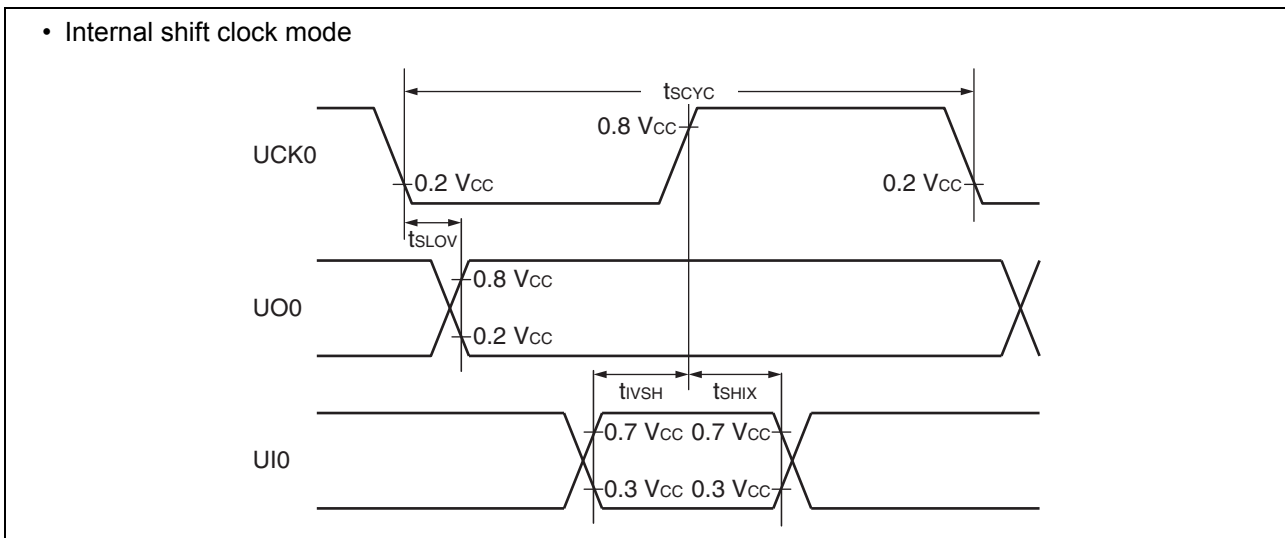 • Internal shift clock mode
tSCYC
0.8 VCC
UCK0
0.2 VCC
0.2 VCC
tSLOV
0.8 VCC
UO0
0.2 VCC
tIVSH
tSHIX
0.7 VCC
0.7 VCC
UI0
0.3 VCC
0.3 VCC